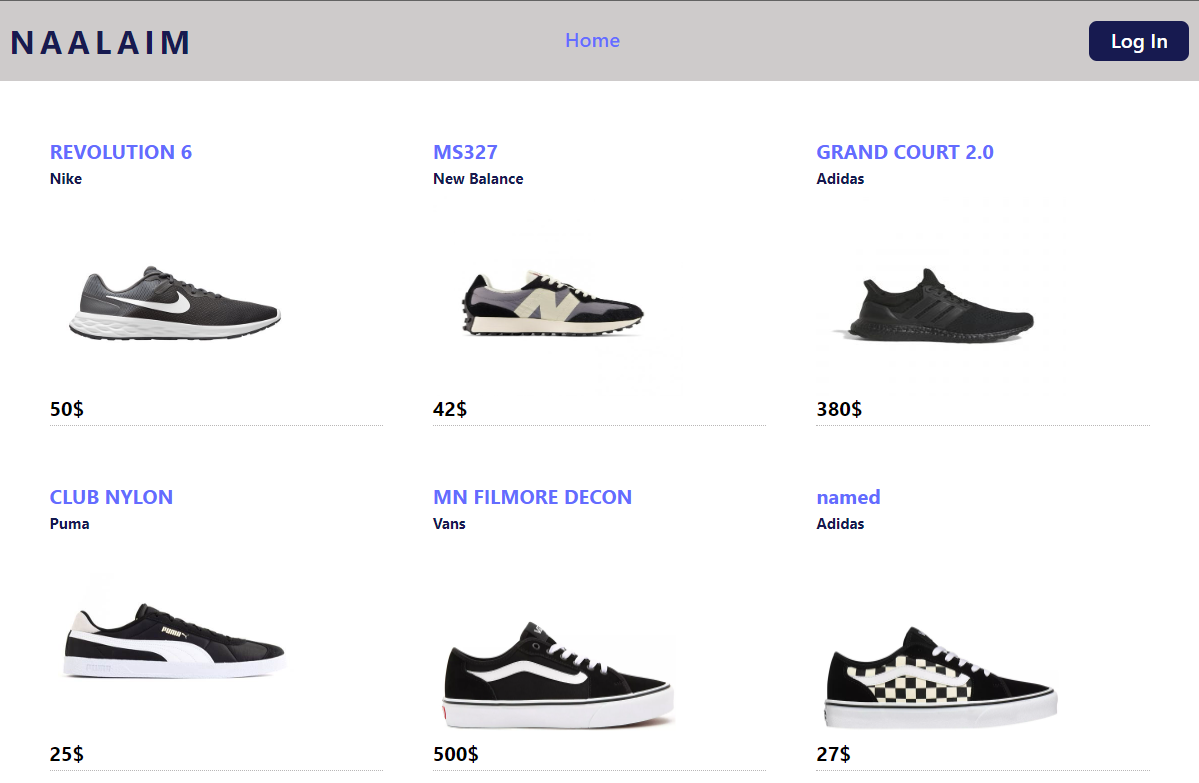 NAALAIM
Home
Log In
REVOLUTION 6
Nike
50$
MS327
New Balance
42$
GRAND COURT 2.0
Adidas
380$
CLUB NYLON
Puma
PUMA
25$
MN FILMORE DECON
Vans
500$
named
Adidas
27$